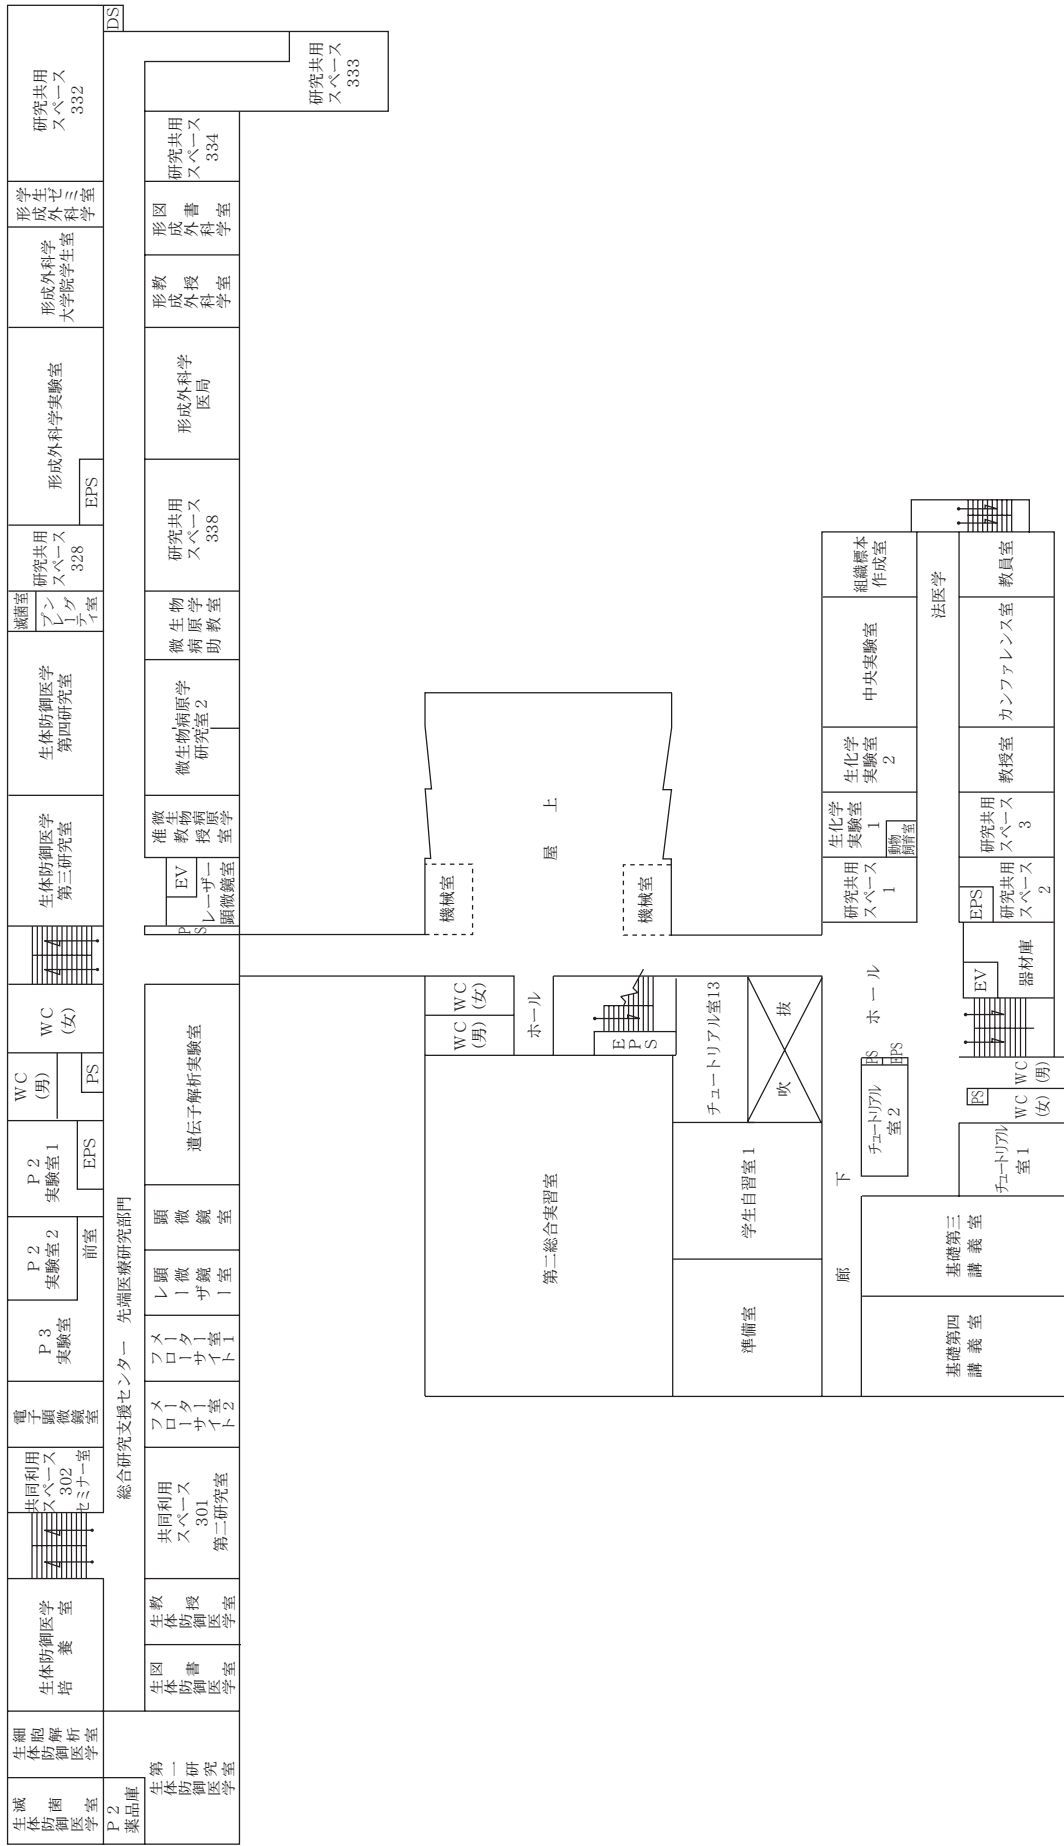 DS
研究共用
スペース
332
形成外科学
学生ゼミ室
形成外科学
大学院学生室
形成外科学実験室
EPS
研究共用
スペース
328
滅菌室
プレンティグ室
生体防御医学
第四研究室
生体防御医学
第三研究室
WC
(女)
WC
(男)
PS
P2
実験室1
EPS
P2
実験室2
前室
P3
実験室
電子顕微鏡室
共同利用
スペース
302
セミナー室
生体防御医学
培養室
生体防御医学
細胞解析室
生体防御医学
滅菌室
P2
薬品庫
総合研究支援センター 先端医療研究部門
研究共用
スペース
333
研究共用
スペース
334
形成外科学
図書室
形成外科学
教授室
形成外科学
医局
研究共用
スペース
338
微生物
病原学
助教室
微生物病原学
研究室2
微生物病原学
准教授室
EV
レーザー
顕微鏡室
PS
遺伝子解析実験室
顕微鏡室
レーザー
顕微鏡室
フローサイト
メーター室1
フローサイト
メーター室2
共同利用
スペース
301
第二研究室
生体防御医学
教授室
生体防御医学
図書室
生体防御医学
第一研究室
屋上
機械室
機械室
WC
(女)
WC
(男)
ホール
EPS
チュートリアル室13
吹抜
第二総合実習室
学生自習室1
準備室
廊下
組織標本
作成室
中央実験室
生化学
実験室
2
生化学
実験室
1
動物
飼育室
研究共用
スペース
1
法医学
教員室
カンファレンス室
教授室
研究共用
スペース
3
研究共用
スペース
2
EPS
器材庫
EV
ホール
PS
EPS
チュートリアル
室2
WC
(男)
WC
(女)
PS
チュートリアル
室1
基礎第三
講義室
基礎第四
講義室